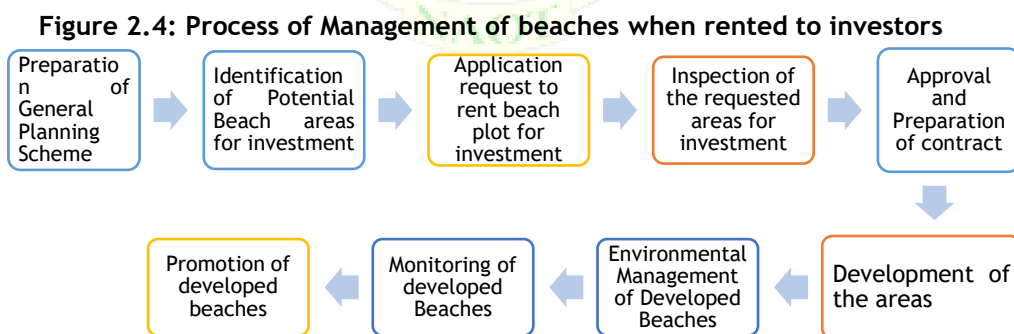 Figure 2.4: Process of Management of beaches when rented to investors
Preparatio
n of
General
Planning
Scheme
Identification
of Potential
Beach areas
for investment
Application
request to
rent beach
plot for
investment
Inspection of
the requested
areas for
investment
Approval
and
Preparation
of contract
Development of
the areas
Environmental
Management
of Developed
Beaches
Monitoring of
developed
Beaches
Promotion of
developed
beaches